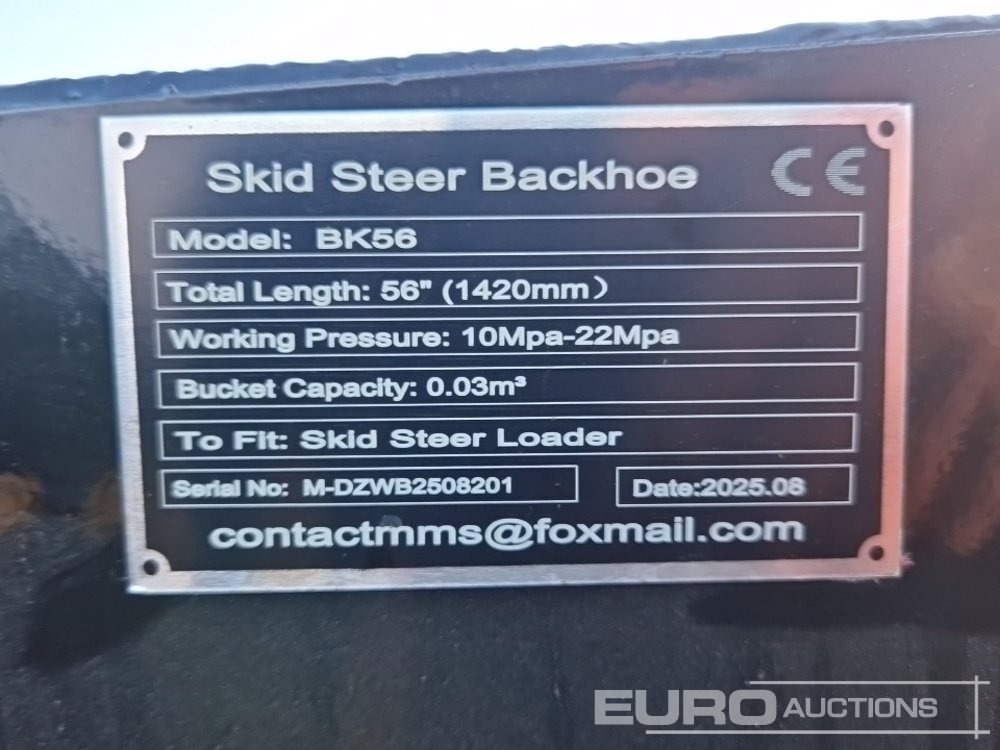 Skid Steer Backhoe CE
Model: BK56
Total Length: 56" (1420mm）
Working Pressure: 10Mpa-22Mpa
Bucket Capacity: 0.03m³
To Fit: Skid Steer Loader
Serial No: M-DZWB2508201 Date:2025.08
contactmms@foxmail.com
EURO AUCTIONS